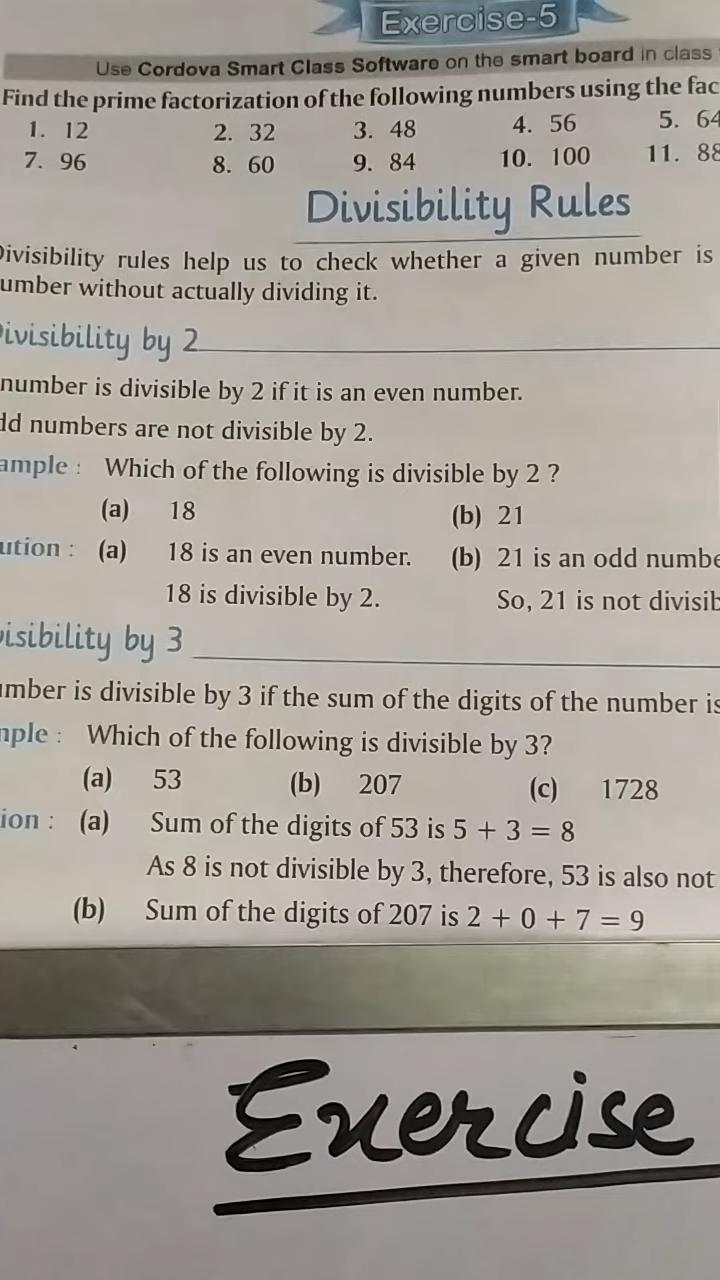 Exercise-5
Use Cordova Smart Class Software on the smart board in class
Find the prime factorization of the following numbers using the fac
1. 12 2. 32 3. 48 4. 56 5. 64
7. 96 8. 60 9. 84 10. 100 11. 88
Divisibility Rules
Divisibility rules help us to check whether a given number is
umber without actually dividing it.
Divisibility by 2
number is divisible by 2 if it is an even number.
dd numbers are not divisible by 2.
ample : Which of the following is divisible by 2 ?
(a) 18 (b) 21
ution : (a) 18 is an even number. (b) 21 is an odd numbe
18 is divisible by 2. So, 21 is not divisib
visibility by 3
umber is divisible by 3 if the sum of the digits of the number is
mple : Which of the following is divisible by 3?
(a) 53 (b) 207 (c) 1728
ion : (a) Sum of the digits of 53 is 5 + 3 = 8
As 8 is not divisible by 3, therefore, 53 is also not
(b) Sum of the digits of 207 is 2 + 0 + 7 = 9
Exercise